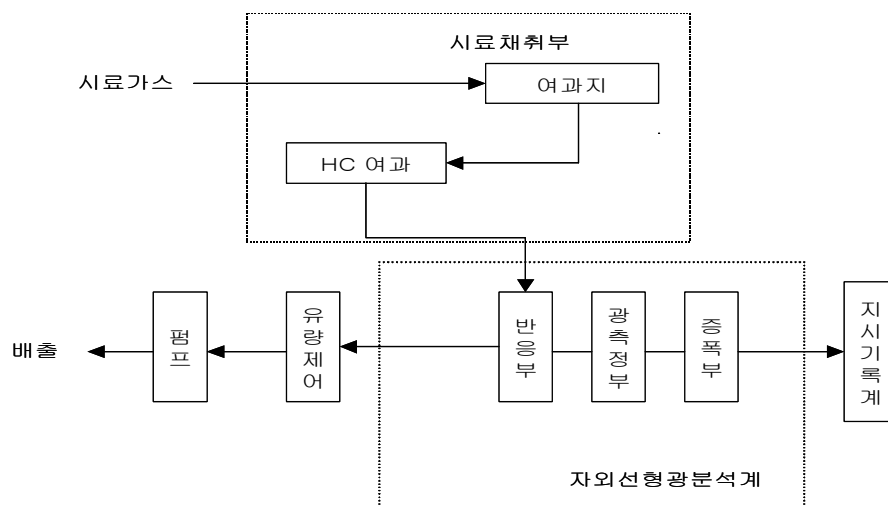 시료채취부
시료가스
여과지
HC 여과
배출
펌프
유량제어
반응부
광측정부
증폭부
지시기록계
자외선형광분석계